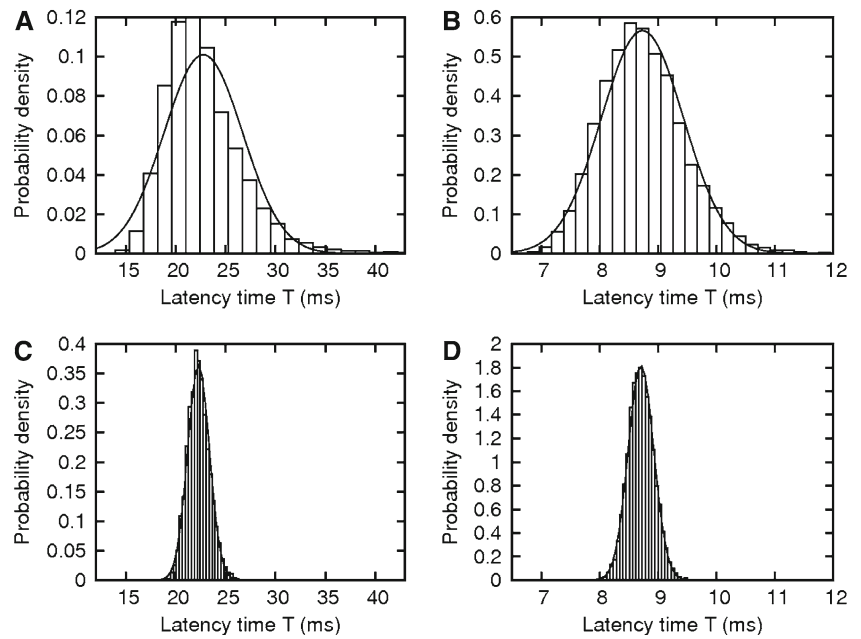 A
Probability density
0.12
0.1
0.08
0.06
0.04
0.02
0
15 20 25 30 35 40
Latency time T (ms)
B
Probability density
0.6
0.5
0.4
0.3
0.2
0.1
0
7 8 9 10 11 12
Latency time T (ms)
C
Probability density
0.4
0.35
0.3
0.25
0.2
0.15
0.1
0.05
0
15 20 25 30 35 40
Latency time T (ms)
D
Probability density
2
1.8
1.6
1.4
1.2
1
0.8
0.6
0.4
0.2
0
7 8 9 10 11 12
Latency time T (ms)